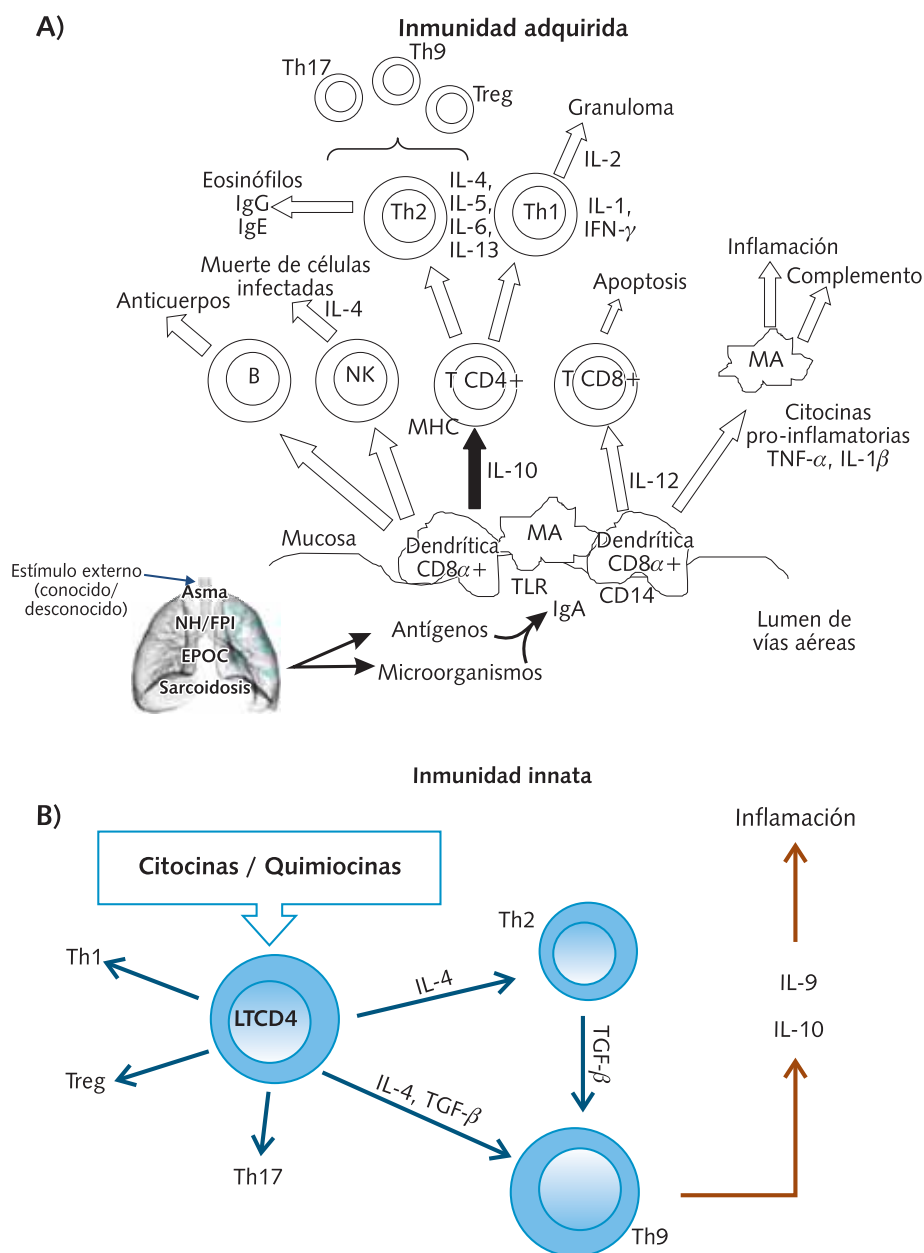 A)
Inmunidad adquirida
Th17
Th9
Treg
Granuloma
IL-2
Eosinófilos
IgG
IgE
Th2
IL-4,
IL-5,
IL-6,
IL-13
Th1
IL-1,
IFN-γ
Inflamación
Complemento
Muerte de células
infectadas
Anticuerpos
IL-4
Apoptosis
B
NK
T CD4+
T CD8+
MA
MHC
IL-10
IL-12
Citocinas
pro-inflamatorias
TNF-α, IL-1β
Mucosa
Dendrítica
CD8α+
MA
Dendrítica
CD8α+
TLR
CD14
IgA
Estímulo externo
(conocido/
desconocido)
Asma
NH/FPI
EPOC
Sarcoidosis
Antígenos
Microorganismos
Lumen de
vías aéreas
Inmunidad innata
B)
Citocinas / Quimiocinas
Inflamación
Th1
Th2
IL-4
LTCD4
IL-9
IL-10
Treg
TGF-β
IL-4, TGF-β
Th17
Th9